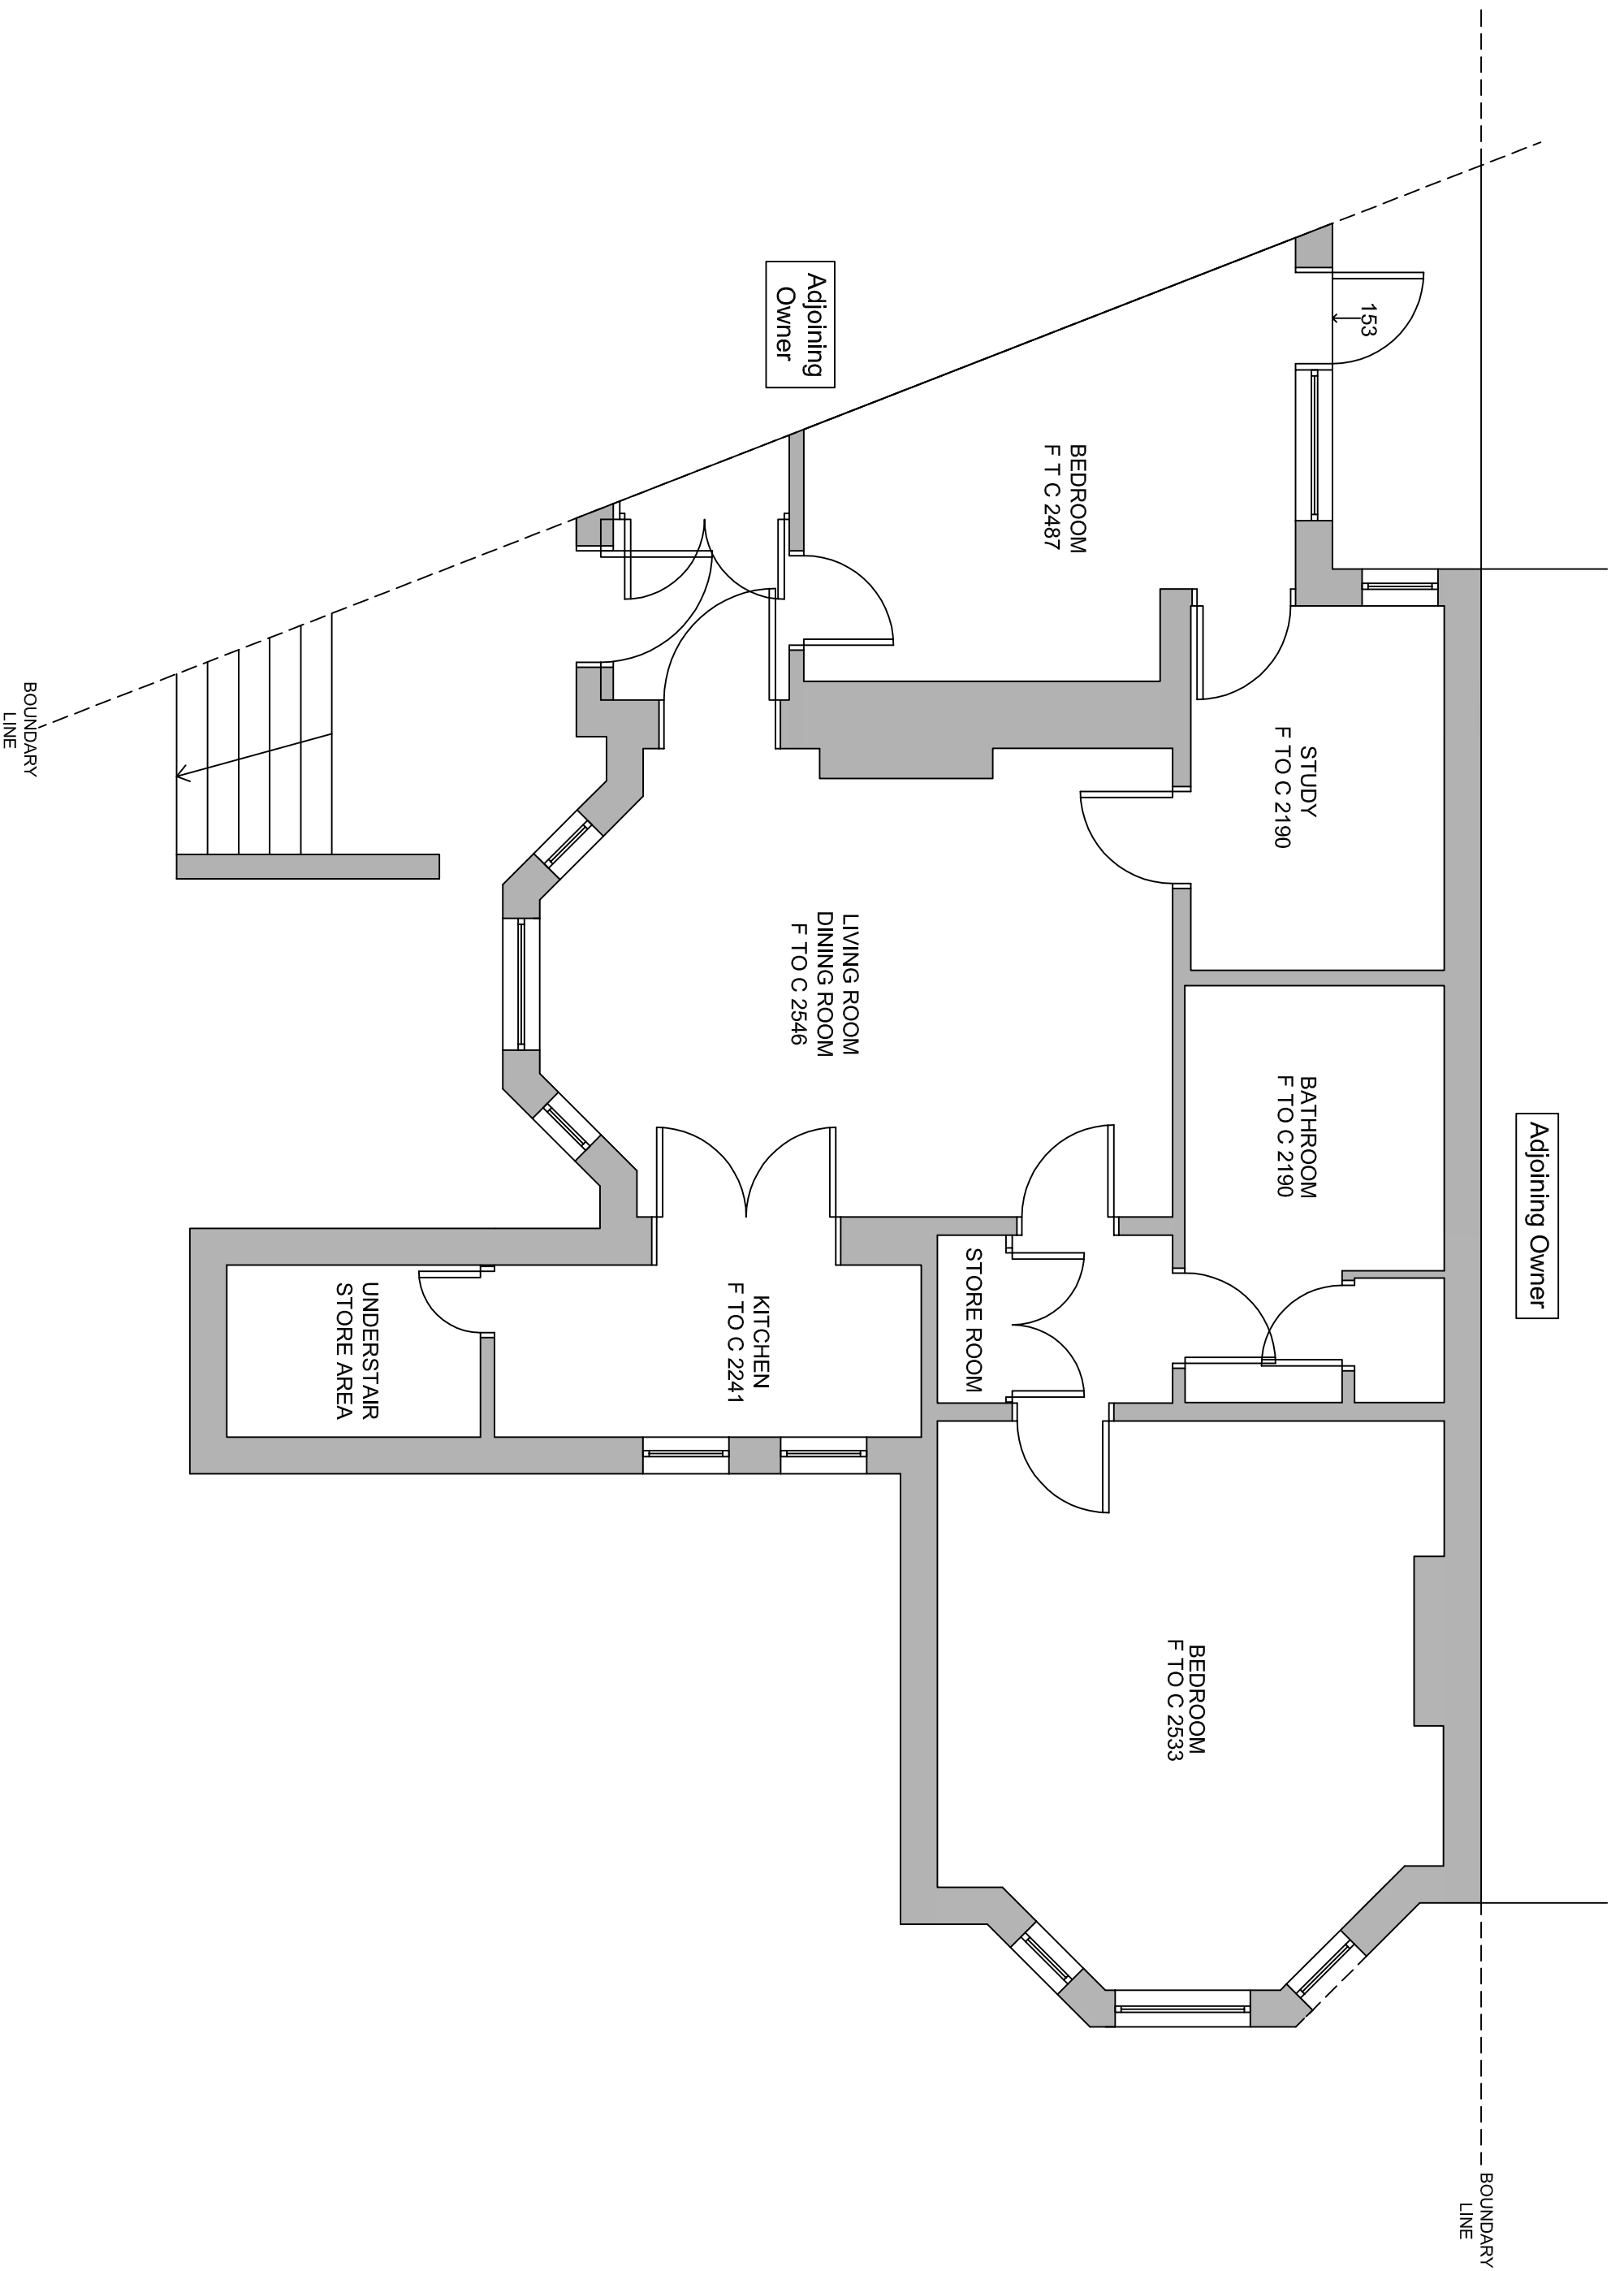 Adjoining Owner
153
STUDY
F TO C 2190
BATHROOM
F TO C 2190
BOUNDARY
LINE
BEDROOM
F T C 2487
BEDROOM
F TO C 2533
STORE ROOM
LIVING ROOM
DINING ROOM
F TO C 2546
Adjoining
Owner
KITCHEN
F TO C 2241
UNDERSTAIR
STORE AREA
BOUNDARY
LINE